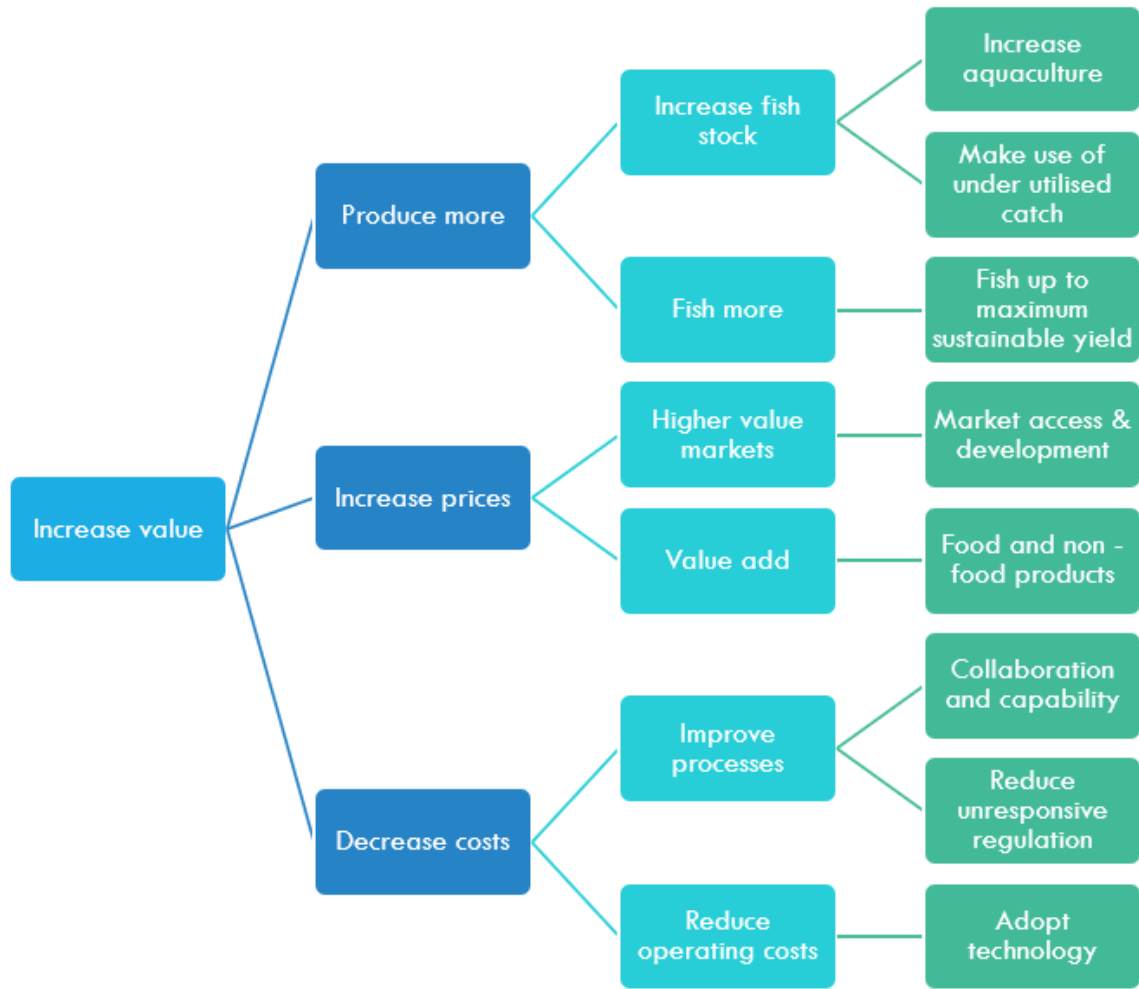 Increase value
Produce more
Increase fish
stock
Increase
aquaculture
Make use of
under utilised
catch
Fish more
Fish up to
maximum
sustainable yield
Increase prices
Higher value
markets
Market access &
development
Value add
Food and non -
food products
Decrease costs
Improve
processes
Collaboration
and capability
Reduce
unresponsive
regulation
Reduce
operating costs
Adopt
technology